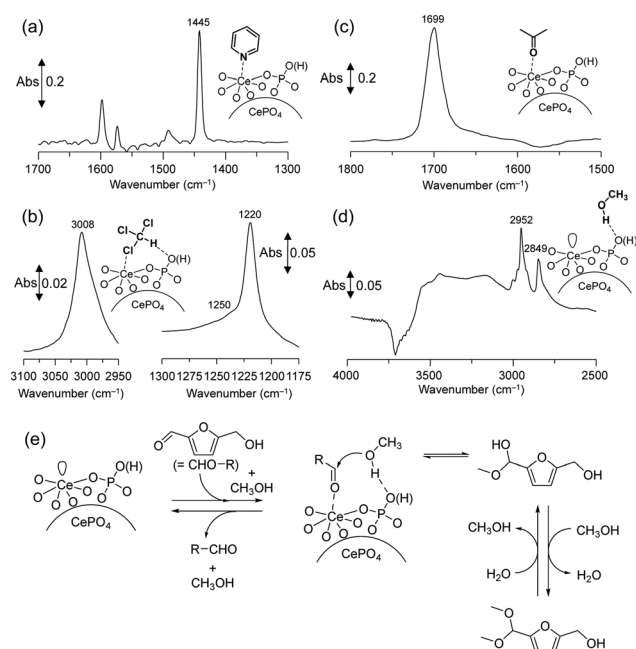 (a)
1445
Abs
0.2
N
Ce
O
O
O
O
O
P
O(H)
O
O
CePO4
1700
1600
1500
1400
1300
Wavenumber (cm–1)
(c)
1699
Abs
0.2
O
Ce
O
O
O
O
O
P
O(H)
O
O
CePO4
1800
1700
1600
1500
Wavenumber (cm–1)
(b)
3008
Abs
0.02
Cl
Cl
C
H
Cl
Ce
O
O
O
O
O
P
O(H)
O
O
CePO4
1220
1250
Abs
0.05
3100
3050
3000
2950
1300
1275
1250
1225
1200
1175
Wavenumber (cm–1)
Wavenumber (cm–1)
(d)
2952
2849
Abs
0.05
CH3
O
H
Ce
O
O
O
O
O
P
O(H)
O
O
CePO4
4000
3500
3000
2500
Wavenumber (cm–1)
(e)
Ce
O
O
O
O
O
P
O(H)
O
O
CePO4
O
O
OH
(= CHO–R)
+
CH3OH
R–CHO
+
CH3OH
R
O
CH3
O
H
Ce
O
O
O
O
O
P
O(H)
O
O
CePO4
HO
O
O
OH
CH3OH
CH3OH
H2O
H2O
O
O
O
OH